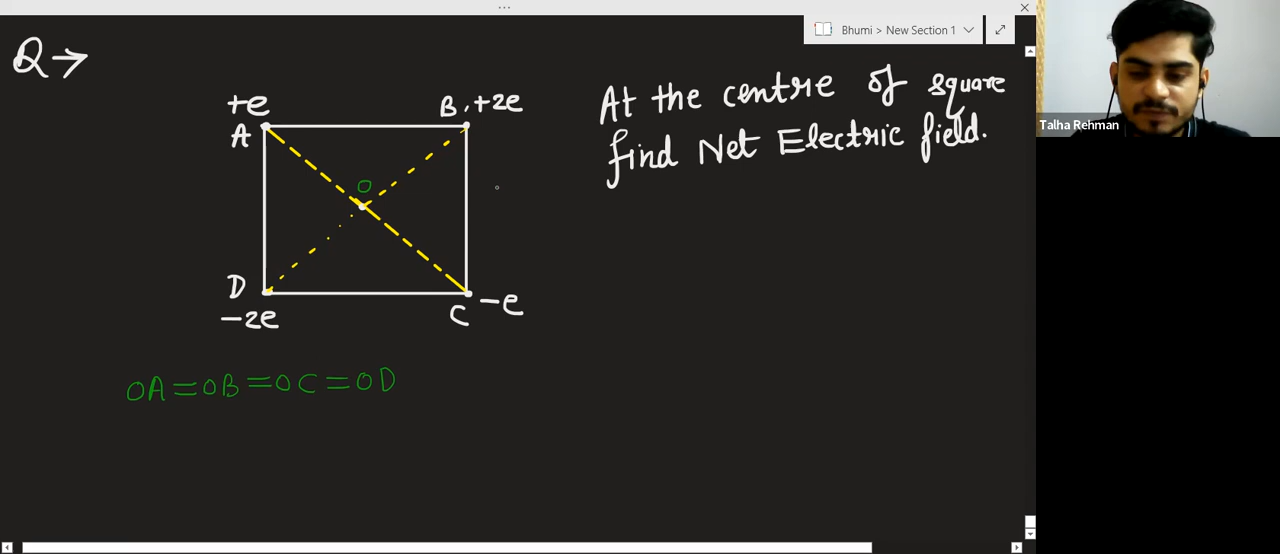 Bhumi > New Section 1
Q →
At the centre of square
find Net Electric field.
+e
A
B +2e
O
D
-2e
C -e
OA = OB = OC = OD
Talha Rehman